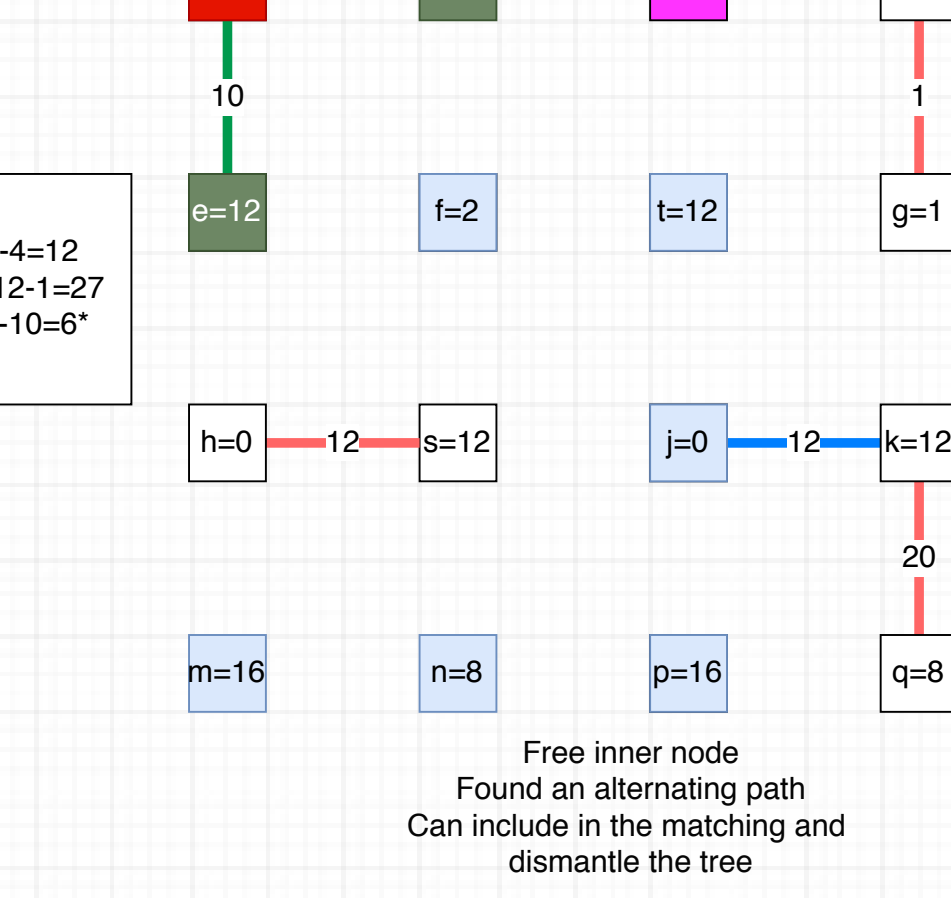 10
1
e=12
f=2
t=12
g=1
-4=12
12-1=27
-10=6*
h=0
12
s=12
j=0
12
k=12
20
m=16
n=8
p=16
q=8
Free inner node
Found an alternating path
Can include in the matching and
dismantle the tree